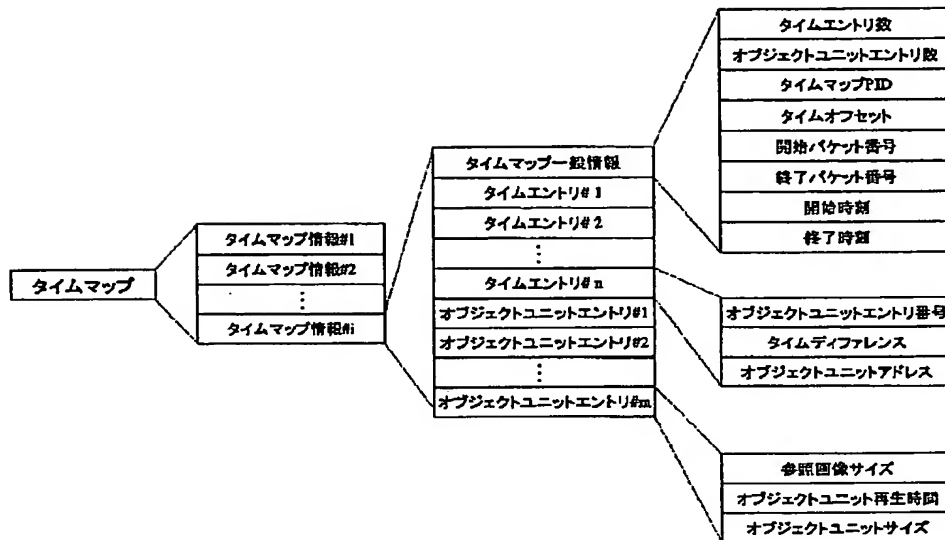 タイムマップ
タイムマップ情報#1
タイムマップ情報#2
⋮
タイムマップ情報#i
タイムマップ一般情報
タイムエントリ#1
タイムエントリ#2
⋮
タイムエントリ#n
オブジェクトユニットエントリ#1
オブジェクトユニットエントリ#2
⋮
オブジェクトユニットエントリ#m
タイムエントリ数
オブジェクトユニットエントリ数
タイムマップPID
タイムオフセット
開始パケット番号
終了パケット番号
開始時刻
終了時刻
オブジェクトユニットエントリ番号
タイムディファレンス
オブジェクトユニットアドレス
参照画像サイズ
オブジェクトユニット再生時間
オブジェクトユニットサイズ